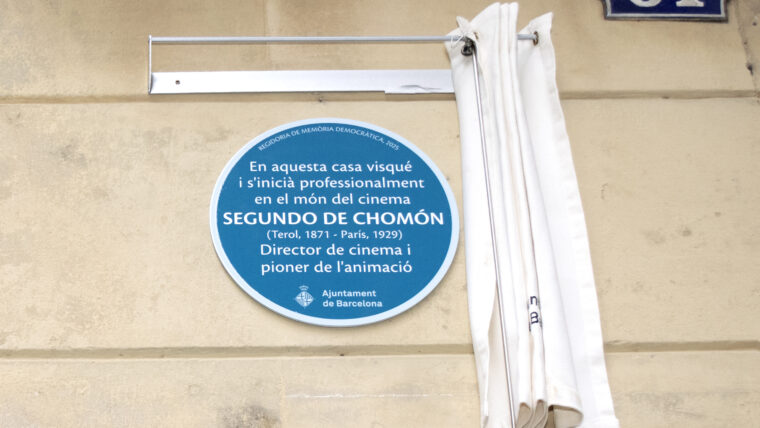 REGIDORIA DE MEMÒRIA DEMOCRÀTICA, 2025
En aquesta casa visqué
i s'inicià professionalment
en el món del cinema
SEGUNDO DE CHOMÓN
(Terol, 1871 - París, 1929)
Director de cinema i
pioner de l'animació
Ajuntament
de Barcelona